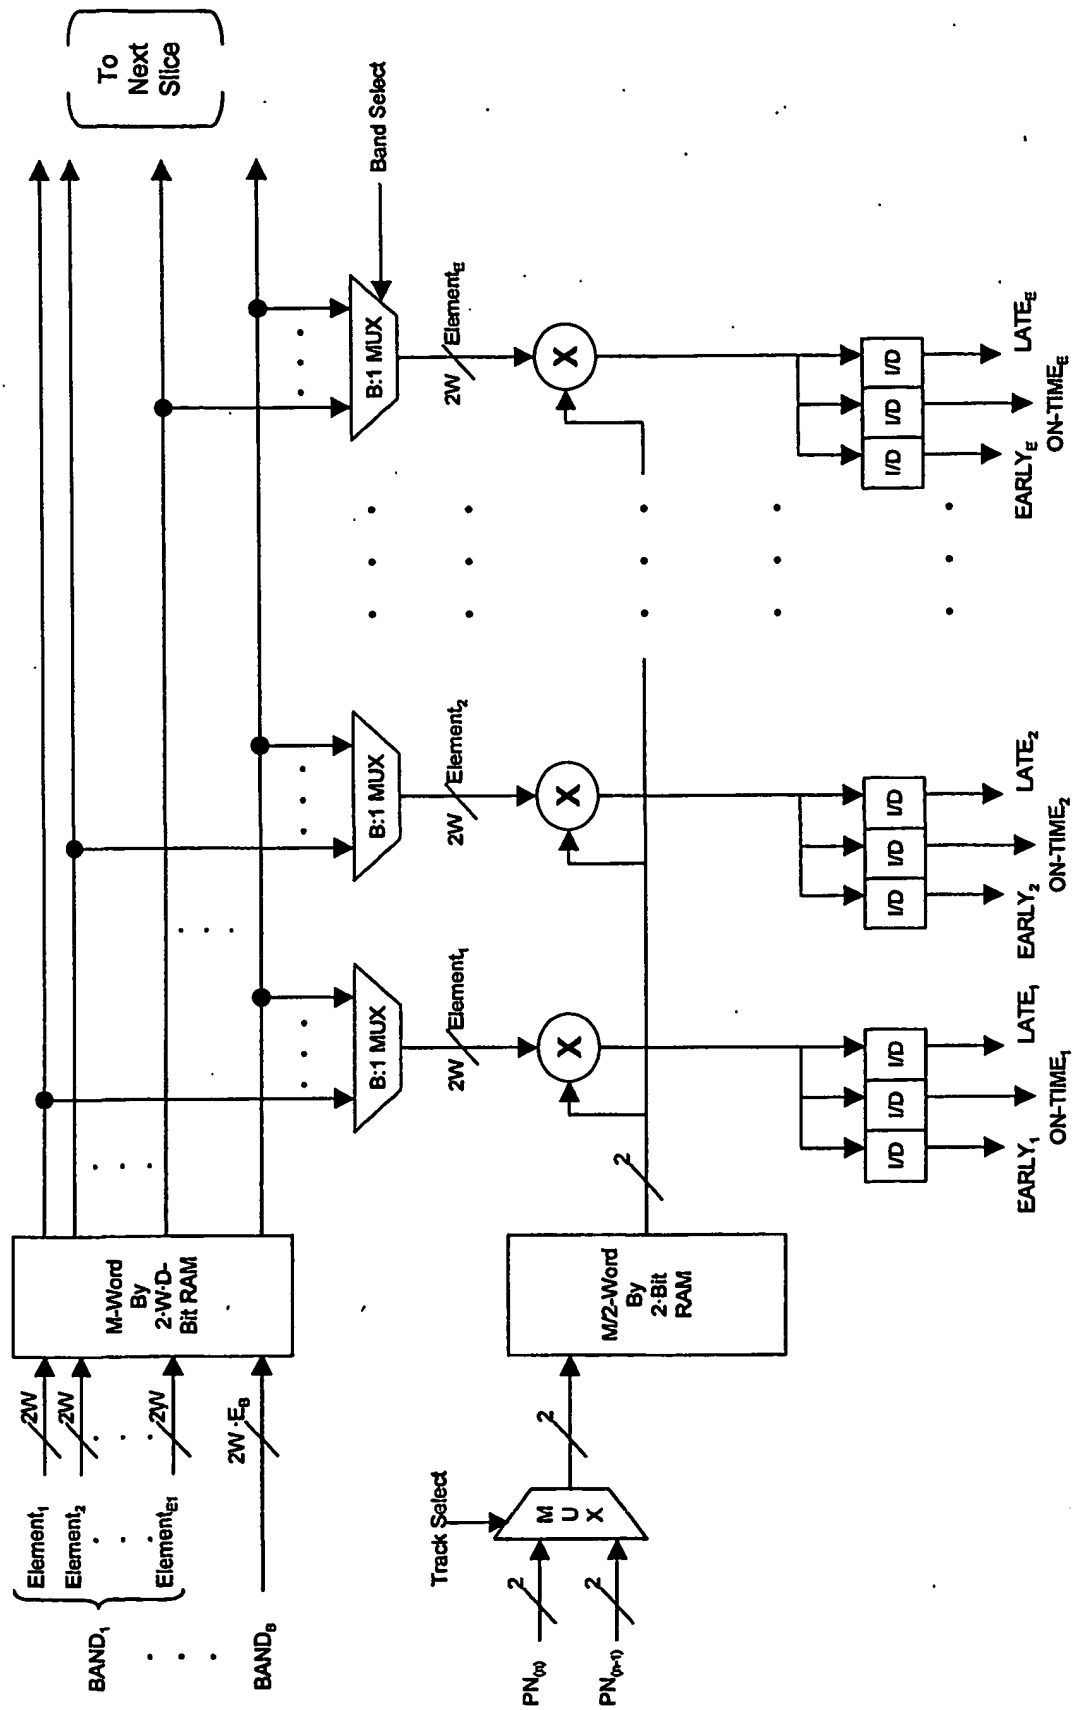 To
Next
Slice
Band Select
M-Word
By
2·W·D-
Bit RAM
2W
2W
2W
2W·E_B
Element₁
Element₂
Element_E1
BAND₁
BAND_B
B:1 MUX
B:1 MUX
B:1 MUX
2W Element₁
2W Element₂
2W Element_E
X
X
X
Track Select
M
U
X
PN(n)
PN(n-1)
2
2
2
M/2-Word
By
2-Bit
RAM
2
I/D I/D I/D
I/D I/D I/D
I/D I/D I/D
EARLY₁
ON-TIME₁
LATE₁
EARLY₂
ON-TIME₂
LATE₂
EARLY_E
ON-TIME_E
LATE_E